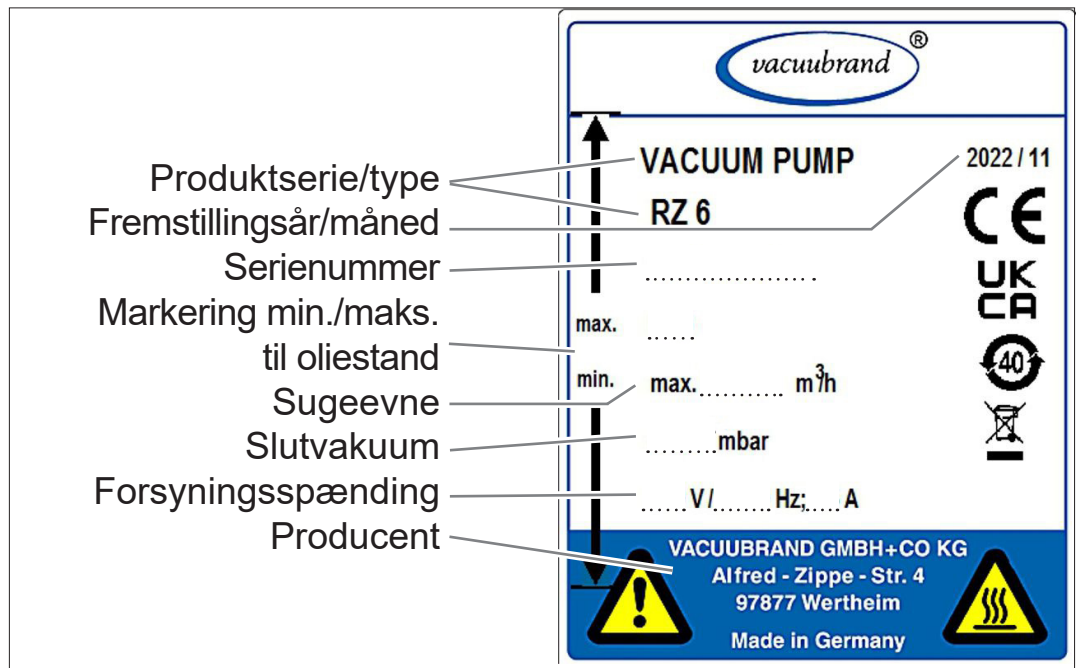 vacuubrand ®
Produktserie/type
Fremstillingsår/måned
Serienummer
Markering min./maks.
til oliestand
Sugeevne
Slutvakuum
Forsyningsspænding
Producent
VACUUM PUMP
2022 / 11
RZ 6
CE
UK
CA
40
....................
max. .....
min. max.......... m³/h
.......mbar
.....V/....... Hz;.... A
VACUUBRAND GMBH+CO KG
Alfred - Zippe - Str. 4
97877 Wertheim
Made in Germany